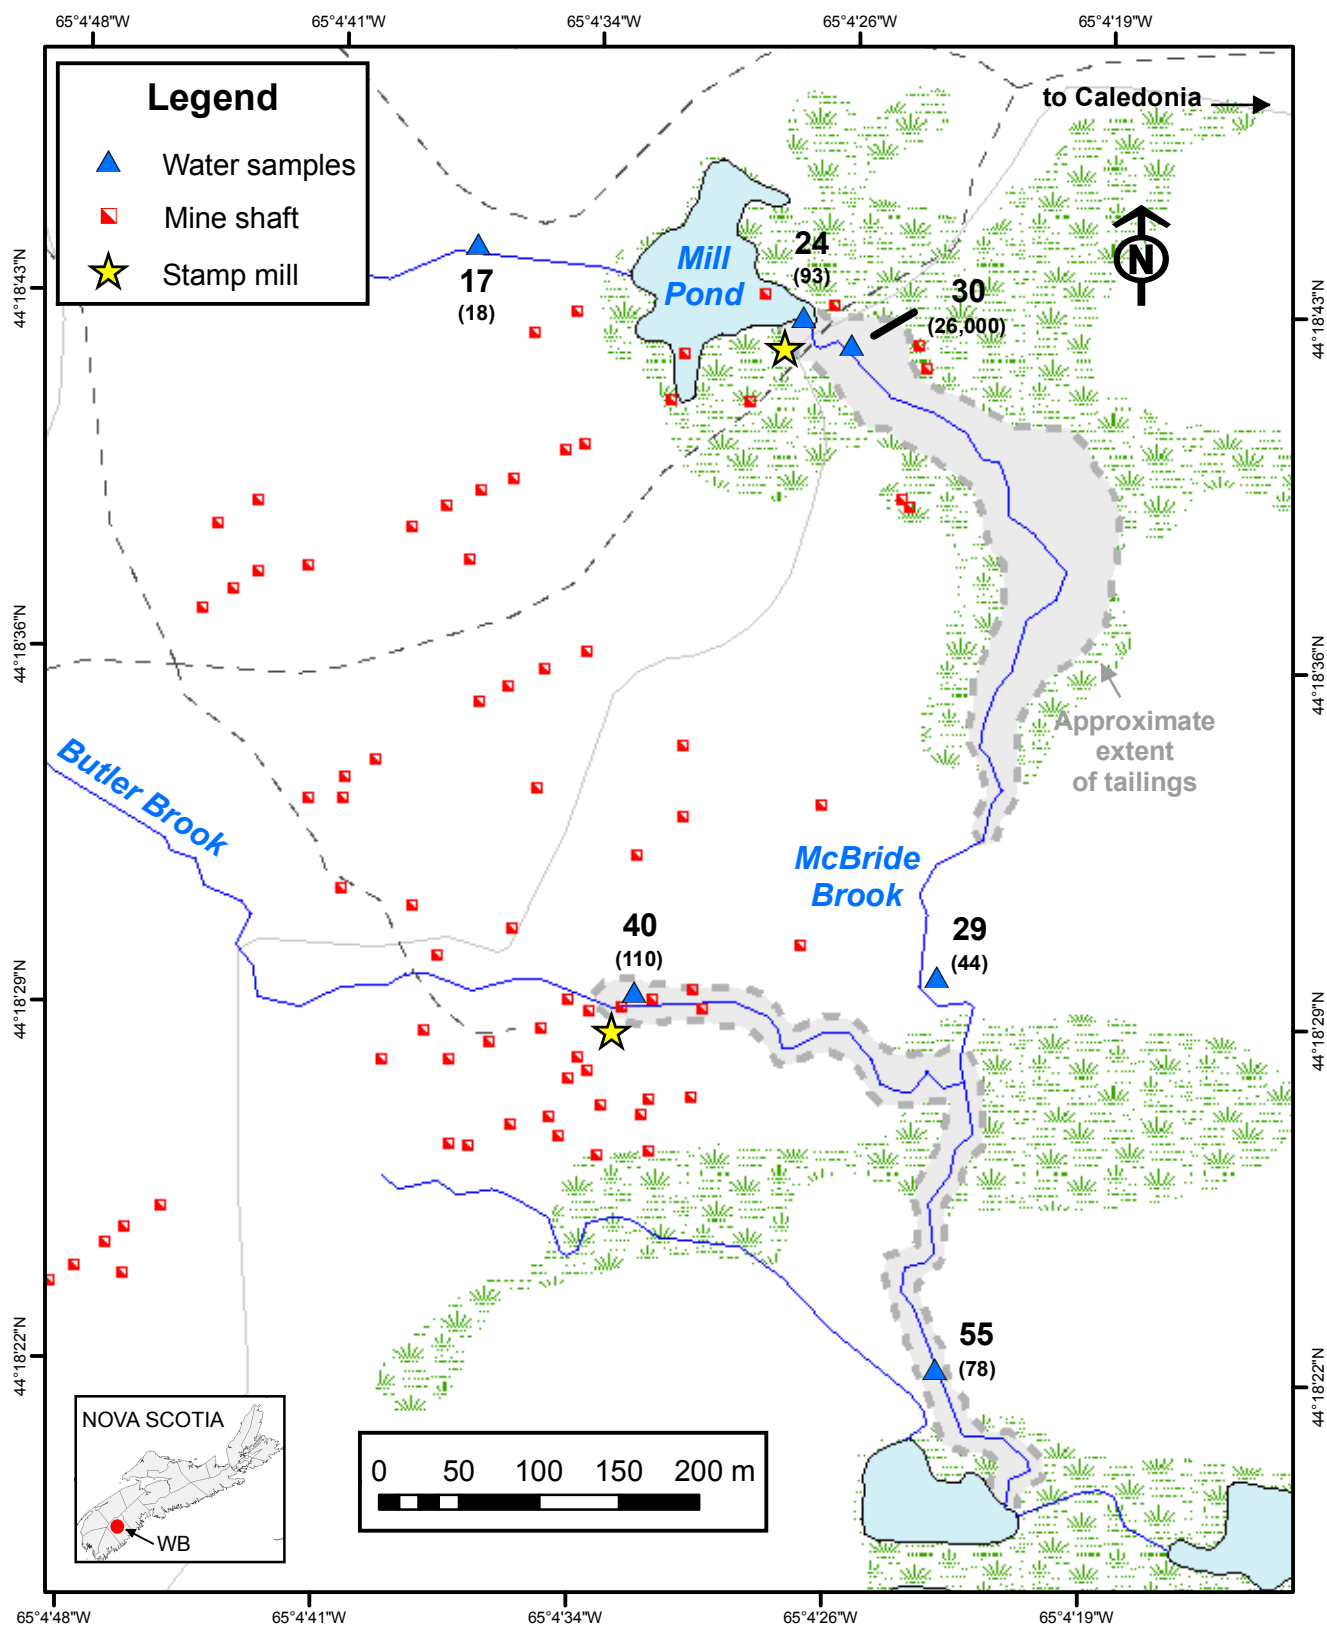 65°4'48"W
65°4'41"W
65°4'34"W
65°4'26"W
65°4'19"W
Legend
Water samples
Mine shaft
Stamp mill
to Caledonia
N
44°18'43"N
44°18'43"N
17
(18)
Mill
Pond
24
(93)
30
(26,000)
44°18'36"N
44°18'36"N
Approximate
extent
of tailings
Butler Brook
McBride
Brook
40
(110)
29
(44)
44°18'29"N
44°18'29"N
55
(78)
44°18'22"N
44°18'22"N
NOVA SCOTIA
WB
0 50 100 150 200 m
65°4'48"W
65°4'41"W
65°4'34"W
65°4'26"W
65°4'19"W